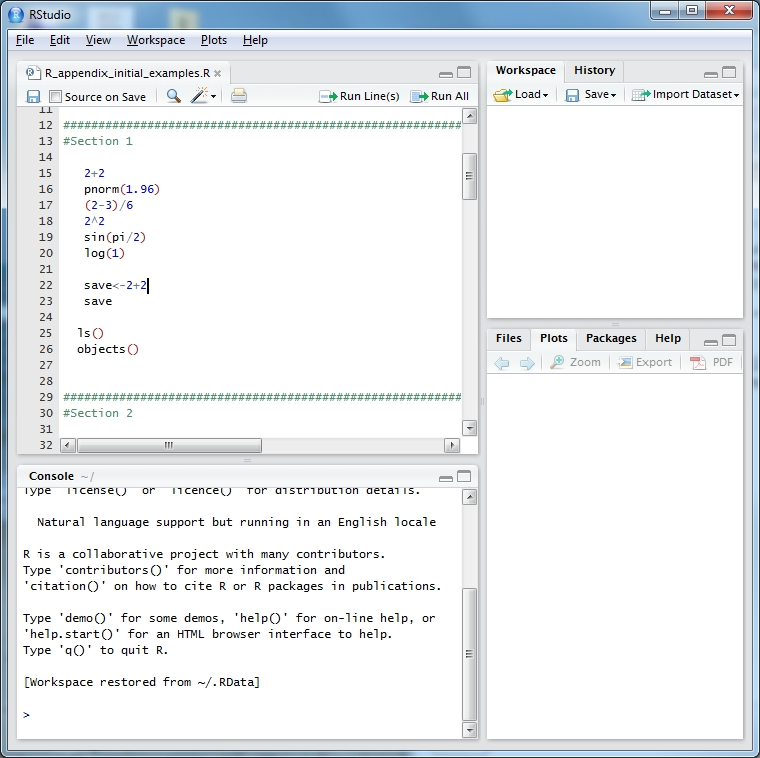 RStudio
File Edit View Workspace Plots Help
R_appendix_initial_examples.R
Source on Save Run Line(s) Run All
11
12 #########################################################
13 #Section 1
14
15 2+2
16 pnorm(1.96)
17 (2-3)/6
18 2^2
19 sin(pi/2)
20 log(1)
21
22 save<-2+2
23 save
24
25 ls()
26 objects()
27
28
29 #########################################################
30 #Section 2
31
32
Console ~/
Type 'license()' or 'licence()' for distribution details.
Natural language support but running in an English locale
R is a collaborative project with many contributors.
Type 'contributors()' for more information and
'citation()' on how to cite R or R packages in publications.
Type 'demo()' for some demos, 'help()' for on-line help, or
'help.start()' for an HTML browser interface to help.
Type 'q()' to quit R.
[Workspace restored from ~/.RData]
>
Workspace History
Load Save Import Dataset
Files Plots Packages Help
Zoom Export PDF